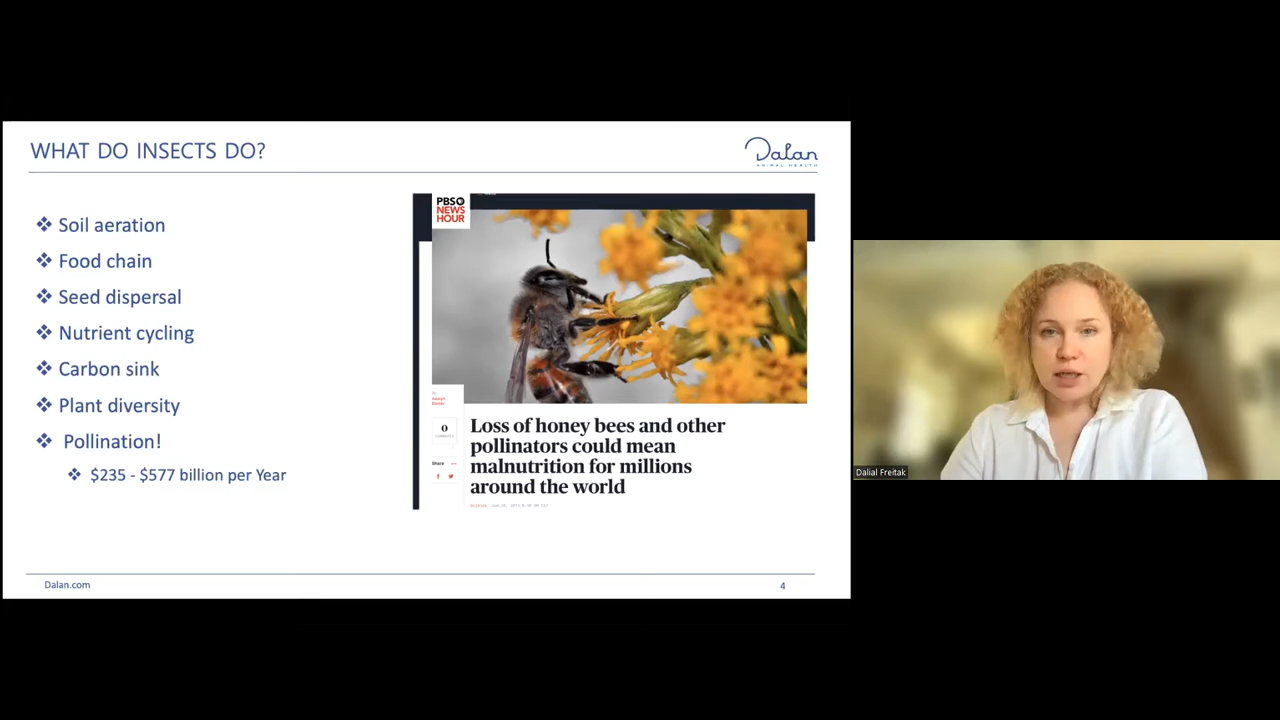 WHAT DO INSECTS DO?
Dalan
ANIMAL HEALTH
❖ Soil aeration
❖ Food chain
❖ Seed dispersal
❖ Nutrient cycling
❖ Carbon sink
❖ Plant diversity
❖ Pollination!
❖ $235 - $577 billion per Year
PBS
NEWS
HOUR
By
0
COMMENTS
Share
Loss of honey bees and other
pollinators could mean
malnutrition for millions
around the world
Dalan.com
4
Dalial Freitak